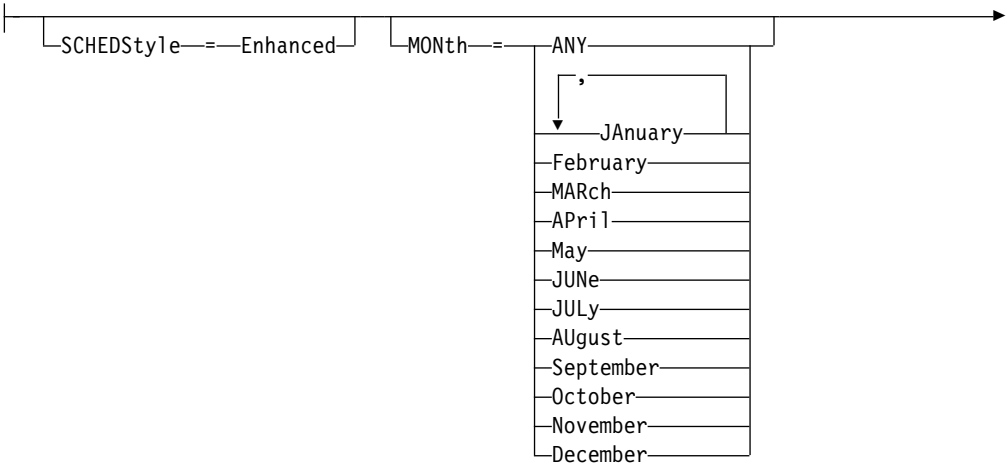 SCHEDStyle = Enhanced MONth = ANY
,
JAnuary
February
MARch
APril
May
JUNe
JULy
AUgust
September
October
November
December